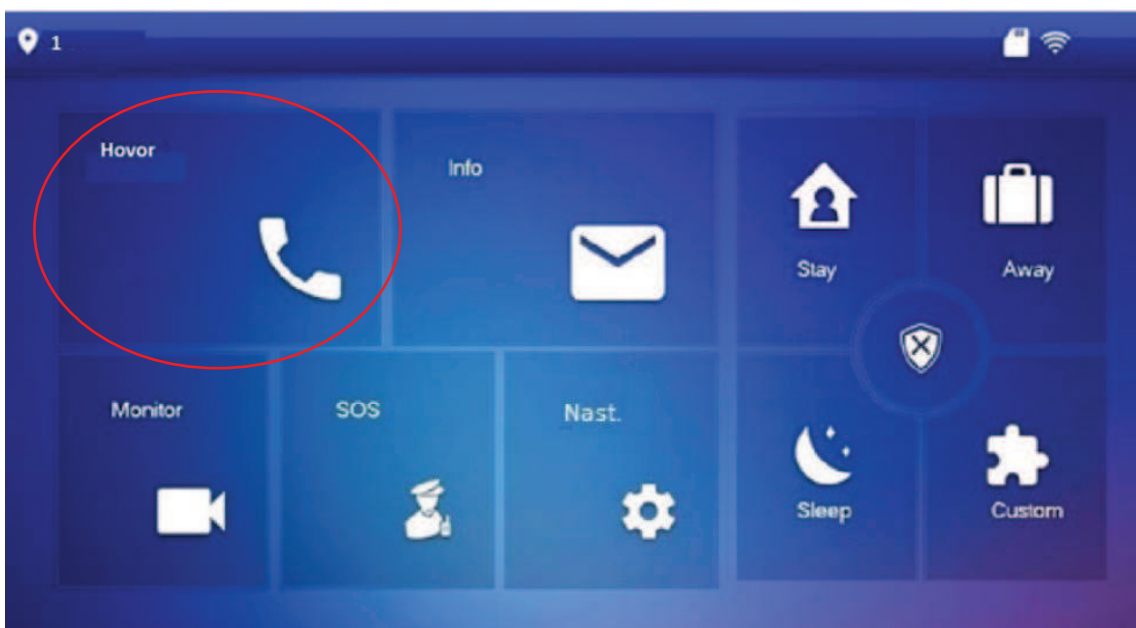 1
Hovor
Info
Stay
Away
Monitor
SOS
Nast.
Sleep
Custom